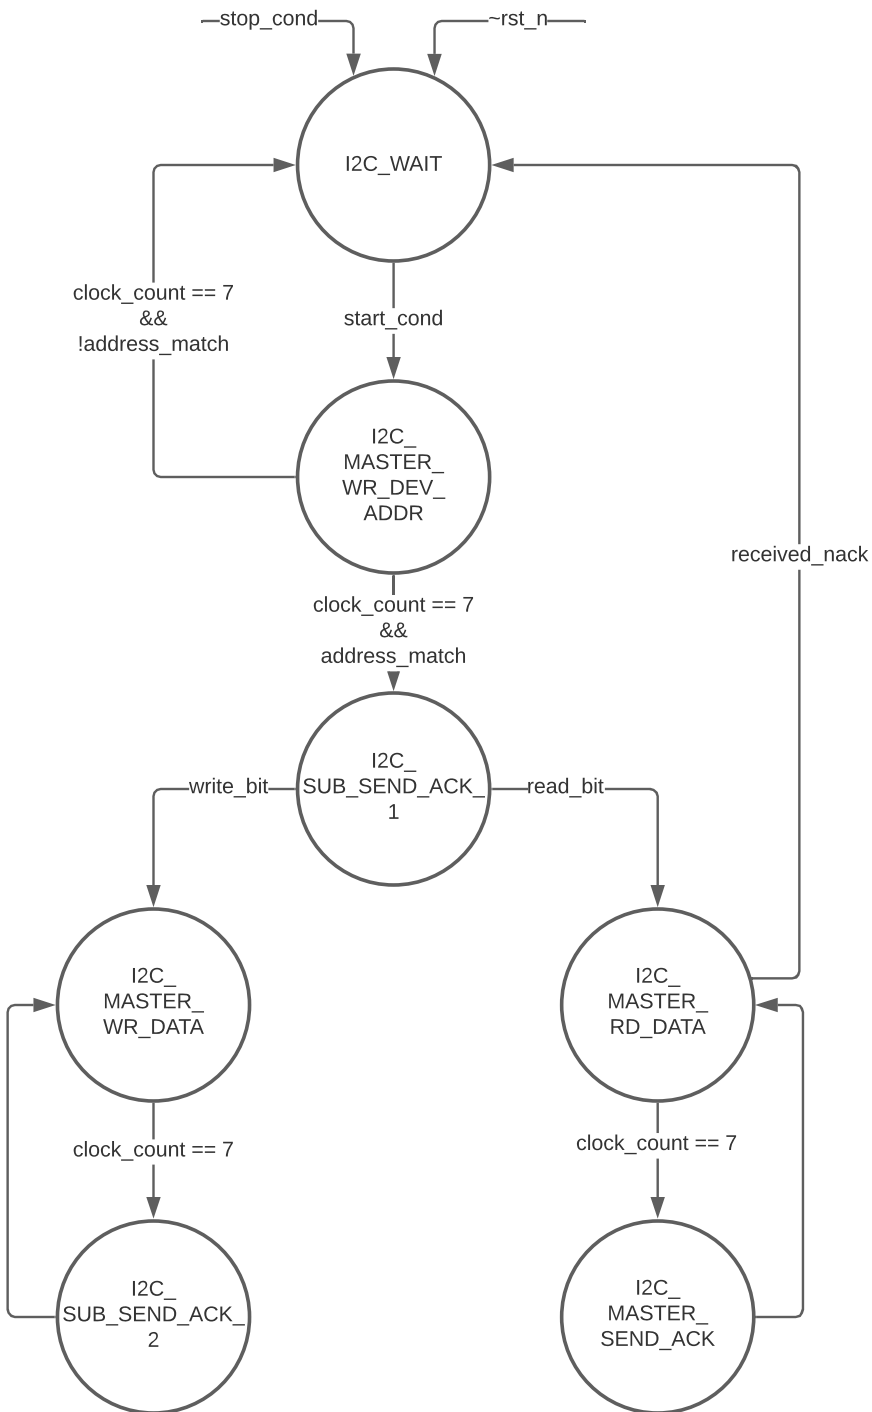 stop_cond
~rst_n
I2C_WAIT
clock_count == 7
&&
!address_match
start_cond
I2C_
MASTER_
WR_DEV_
ADDR
received_nack
clock_count == 7
&&
address_match
I2C_
SUB_SEND_ACK_
1
write_bit
read_bit
I2C_
MASTER_
WR_DATA
I2C_
MASTER_
RD_DATA
clock_count == 7
clock_count == 7
I2C_
SUB_SEND_ACK_
2
I2C_
MASTER_
SEND_ACK